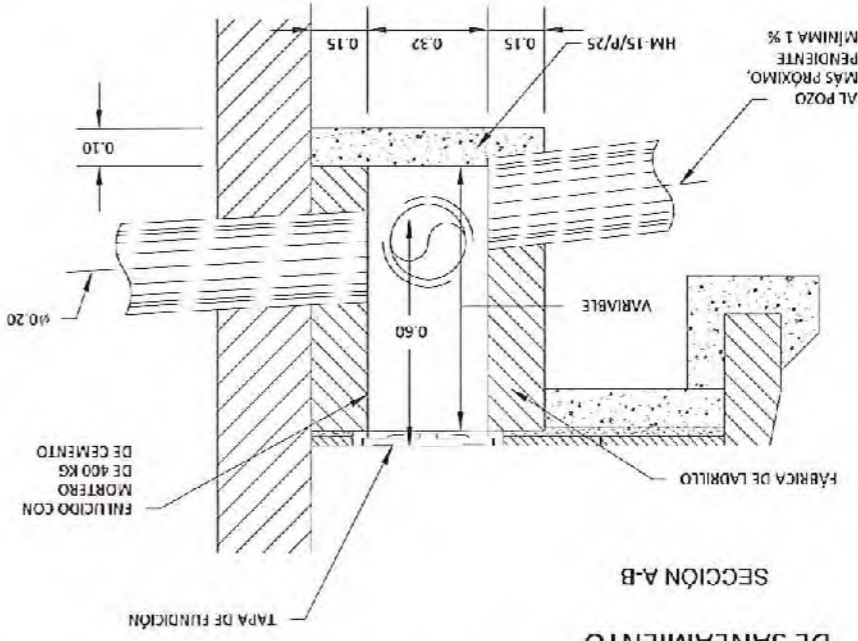 DE SANEAMIENTO
SECCIÓN A-B
TAPA DE FUNDICIÓN
FÁBRICA DE LADRILLO
ENLUCIDO CON
MORTERO
DE 400 KG
DE CEMENTO
VARIABLE
0.60
Ø0.20
AL POZO
MÁS PRÓXIMO,
PENDIENTE
MÍNIMA 1 %
0.10
HM-15/P/25
0.15
0.32
0.15